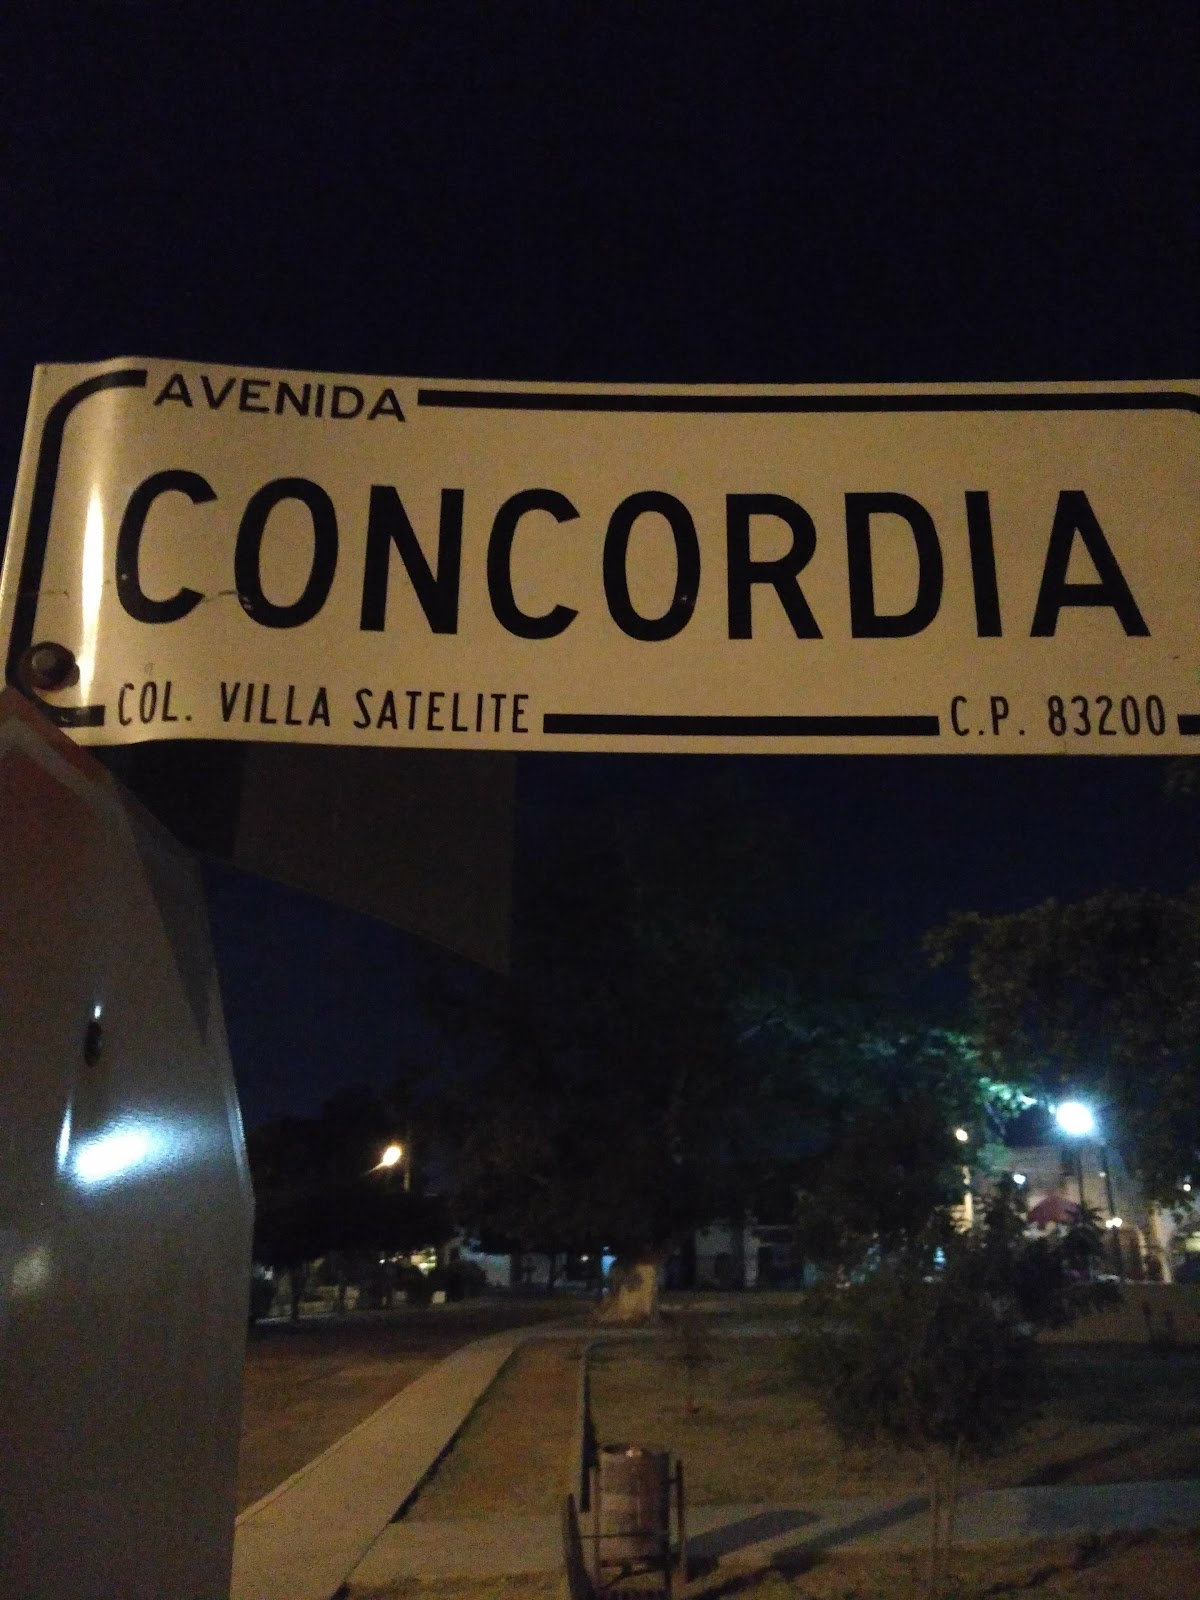 AVENIDA
CONCORDIA
COL. VILLA SATELITE C.P. 83200